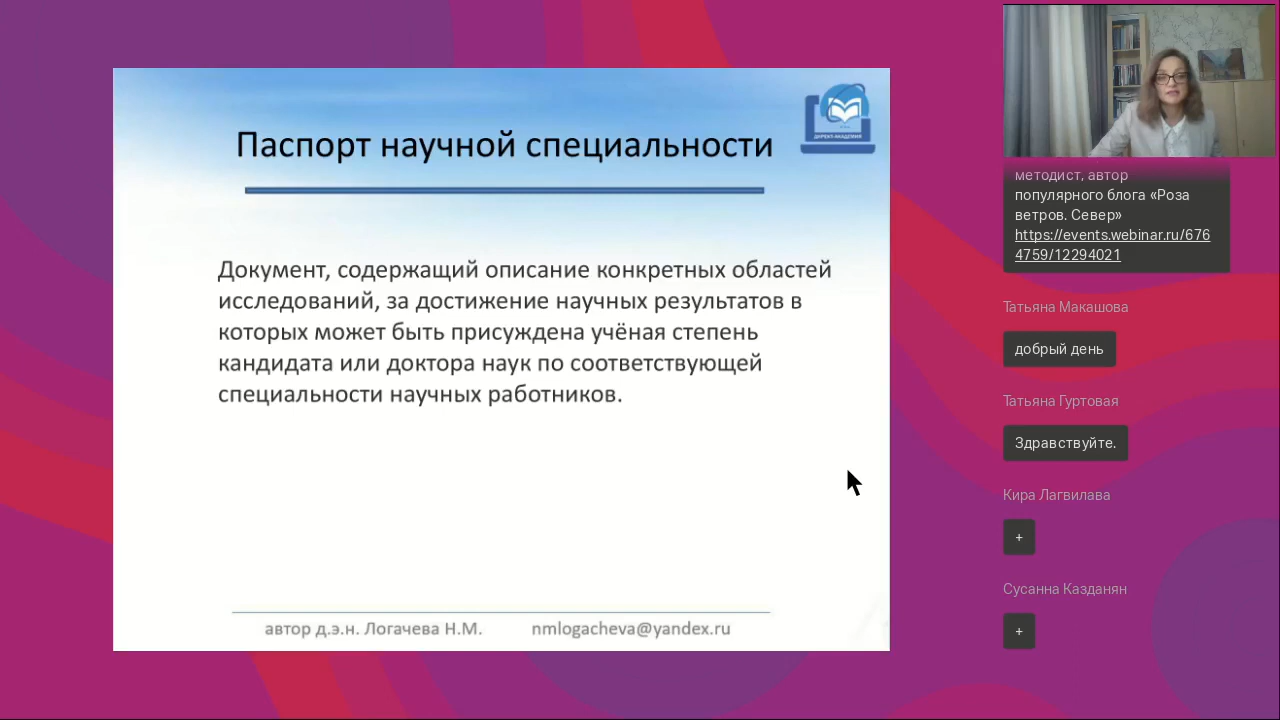 Паспорт научной специальности
ДИРЕКТ-АКАДЕМИЯ
Документ, содержащий описание конкретных областей
исследований, за достижение научных результатов в
которых может быть присуждена учёная степень
кандидата или доктора наук по соответствующей
специальности научных работников.
автор д.э.н. Логачева Н.М.
nmlogacheva@yandex.ru
методист, автор
популярного блога «Роза
ветров. Север»
https://events.webinar.ru/676
4759/12294021
Татьяна Макашова
добрый день
Татьяна Гуртовая
Здравствуйте.
Кира Лагвилава
+
Сусанна Казданян
+